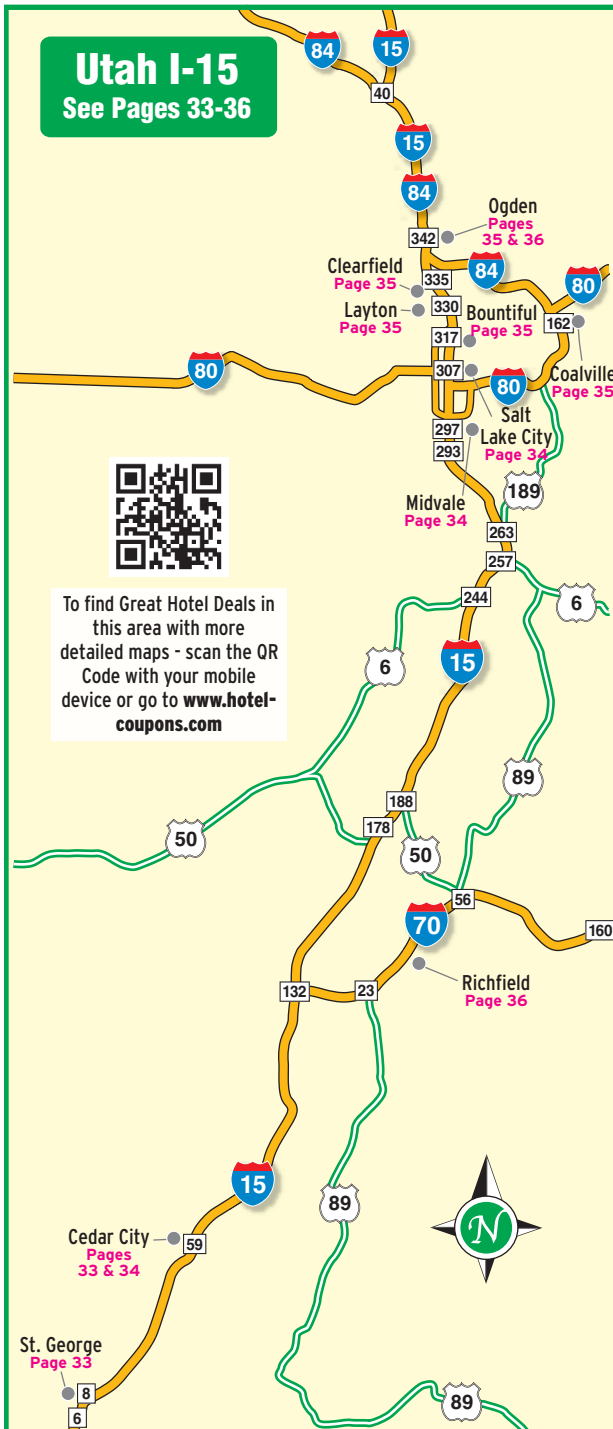 Utah I-15
See Pages 33-36
84
15
40
15
84
Ogden
Pages
35 & 36
342
84
Clearfield
Page 35
335
80
Layton
Page 35
330
Bountiful
Page 35
317
162
Coalville
Page 35
80
307
80
Salt
Lake City
Page 34
297
293
Midvale
Page 34
189
263
257
244
6
6
15
To find Great Hotel Deals in
this area with more
detailed maps - scan the QR
Code with your mobile
device or go to www.hotel-
coupons.com
89
188
178
50
50
56
70
160
Richfield
Page 36
132
23
15
89
N
Cedar City
Pages
33 & 34
59
St. George
Page 33
8
6
89